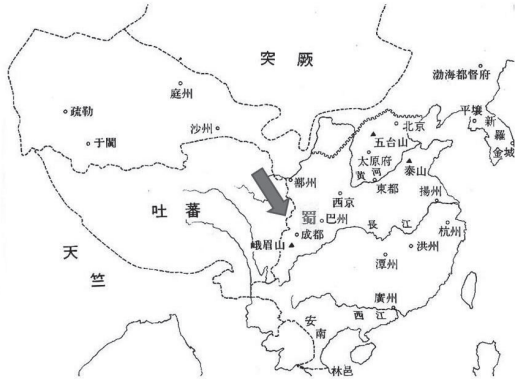 突厥
渤海都督府
庭州
平壤
新羅
北京
疏勒
沙州
五台山
金城
于闐
太原府
泰山
黄河
鄯州
東都
西京
揚州
吐蕃
蜀
巴州
長江
杭州
成都
峨眉山
洪州
天竺
潭州
廣州
西江
安南
林邑